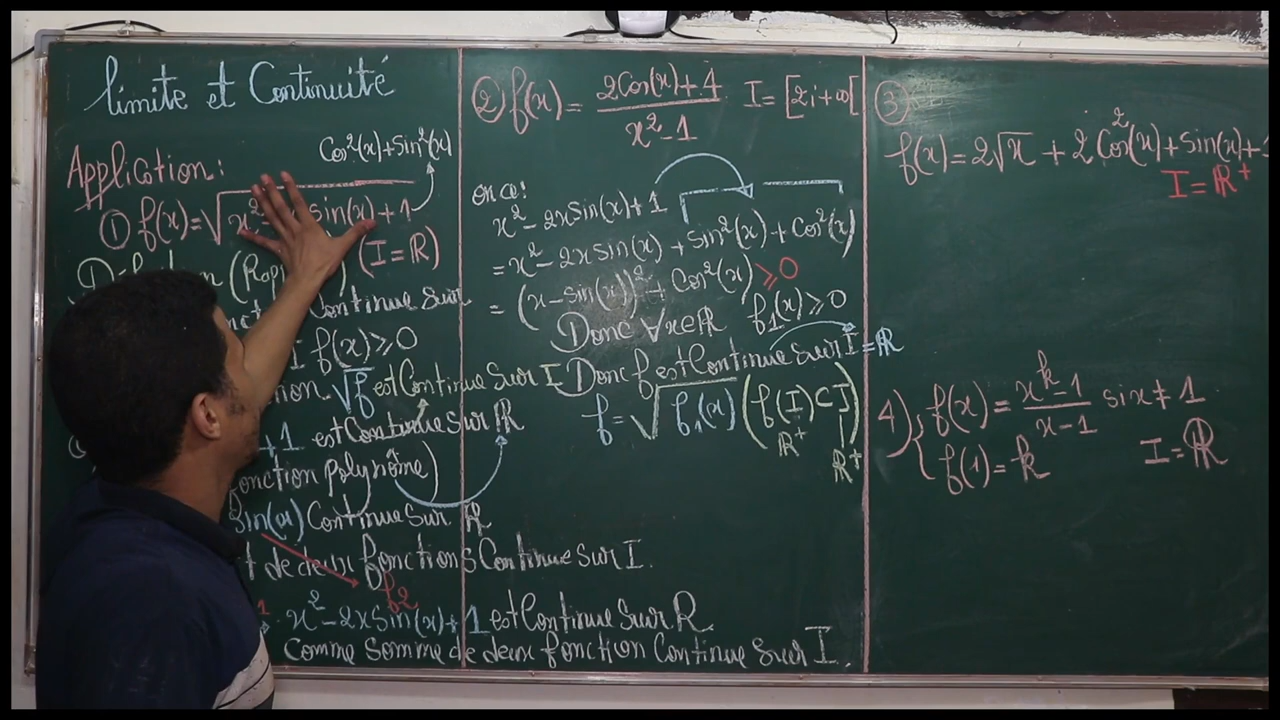 limite et Continuité
Application:
Cos²(x)+Sin²(x)
① f(x)=√x² sin(x)+1
(I=ℝ)
Continue Sur
I f(x)⩾0
√f est Continue Sur I
+1 est Continue Sur ℝ
fonction polynôme)
Sin(x) Continue Sur ℝ
t de deux fonctions Continue Sur I.
f2
x²-2xSin(x)+1 est Continue Sur ℝ
Comme Somme de deux fonction Continue Sur I.
② f(x)= (2Cos(x)+4)/(x²-1) I=[2;+∞[
on a:
x²-2xSin(x)+1
=x²-2xsin(x)+sin²(x)+Cos²(x)
=(x-sin(x))²+Cos²(x)⩾0
Donc ∀x∈ℝ f₁(x)⩾0
Donc f est Continue Sur I=ℝ
f=√f₁(x) (f(I)⊂J)
ℝ⁺ ℝ⁺
③
f(x)=2√x+2Cos²(x)+Sin(x)+
I=ℝ⁺
4) { f(x)=(x^k-1)/(x-1) si x≠1
f(1)=k I=ℝ